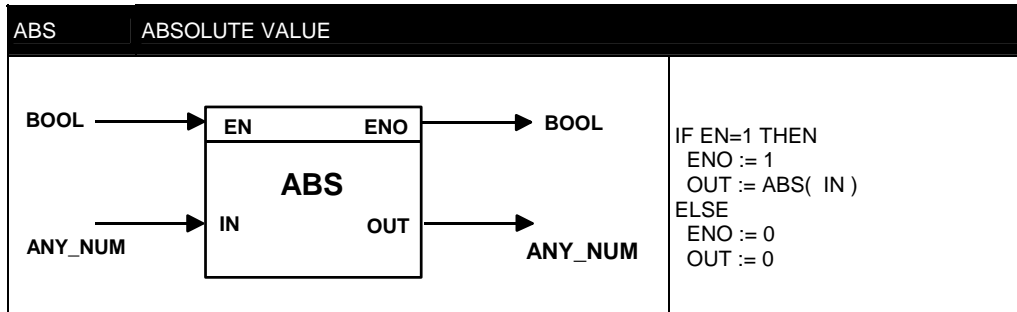 ABS ABSOLUTE VALUE
BOOL EN ENO BOOL
ABS
IN OUT
ANY_NUM ANY_NUM
IF EN=1 THEN
ENO := 1
OUT := ABS( IN )
ELSE
ENO := 0
OUT := 0